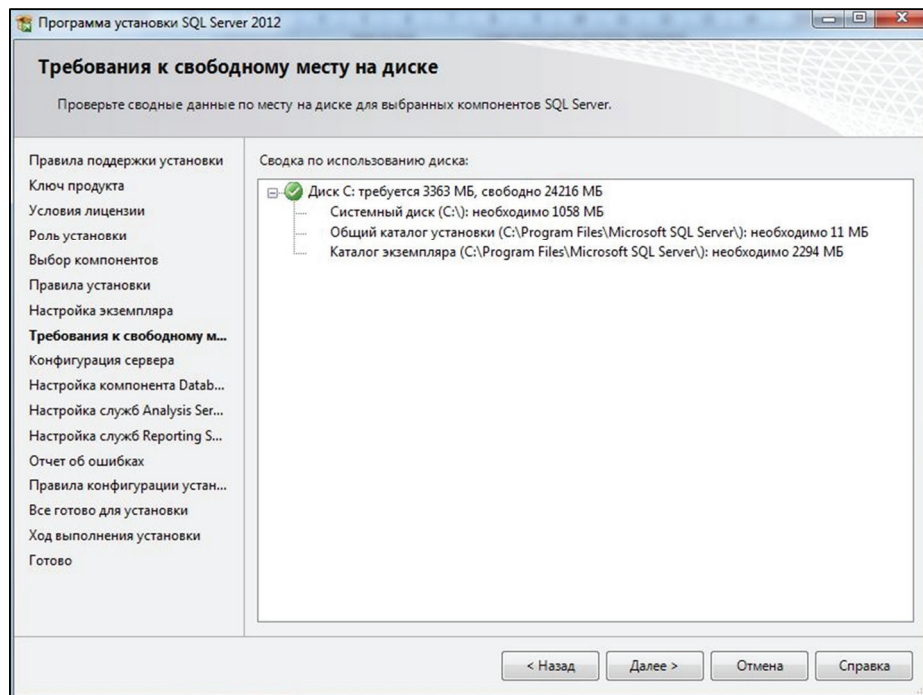 Программа установки SQL Server 2012
Требования к свободному месту на диске
Проверьте сводные данные по месту на диске для выбранных компонентов SQL Server.
Правила поддержки установки
Ключ продукта
Условия лицензии
Роль установки
Выбор компонентов
Правила установки
Настройка экземпляра
Требования к свободному м...
Конфигурация сервера
Настройка компонента Datab...
Настройка служб Analysis Ser...
Настройка служб Reporting S...
Отчет об ошибках
Правила конфигурации устан...
Все готово для установки
Ход выполнения установки
Готово
Сводка по использованию диска:
Диск C: требуется 3363 МБ, свободно 24216 МБ
Системный диск (C:\): необходимо 1058 МБ
Общий каталог установки (C:\Program Files\Microsoft SQL Server\): необходимо 11 МБ
Каталог экземпляра (C:\Program Files\Microsoft SQL Server\): необходимо 2294 МБ
< Назад
Далее >
Отмена
Справка